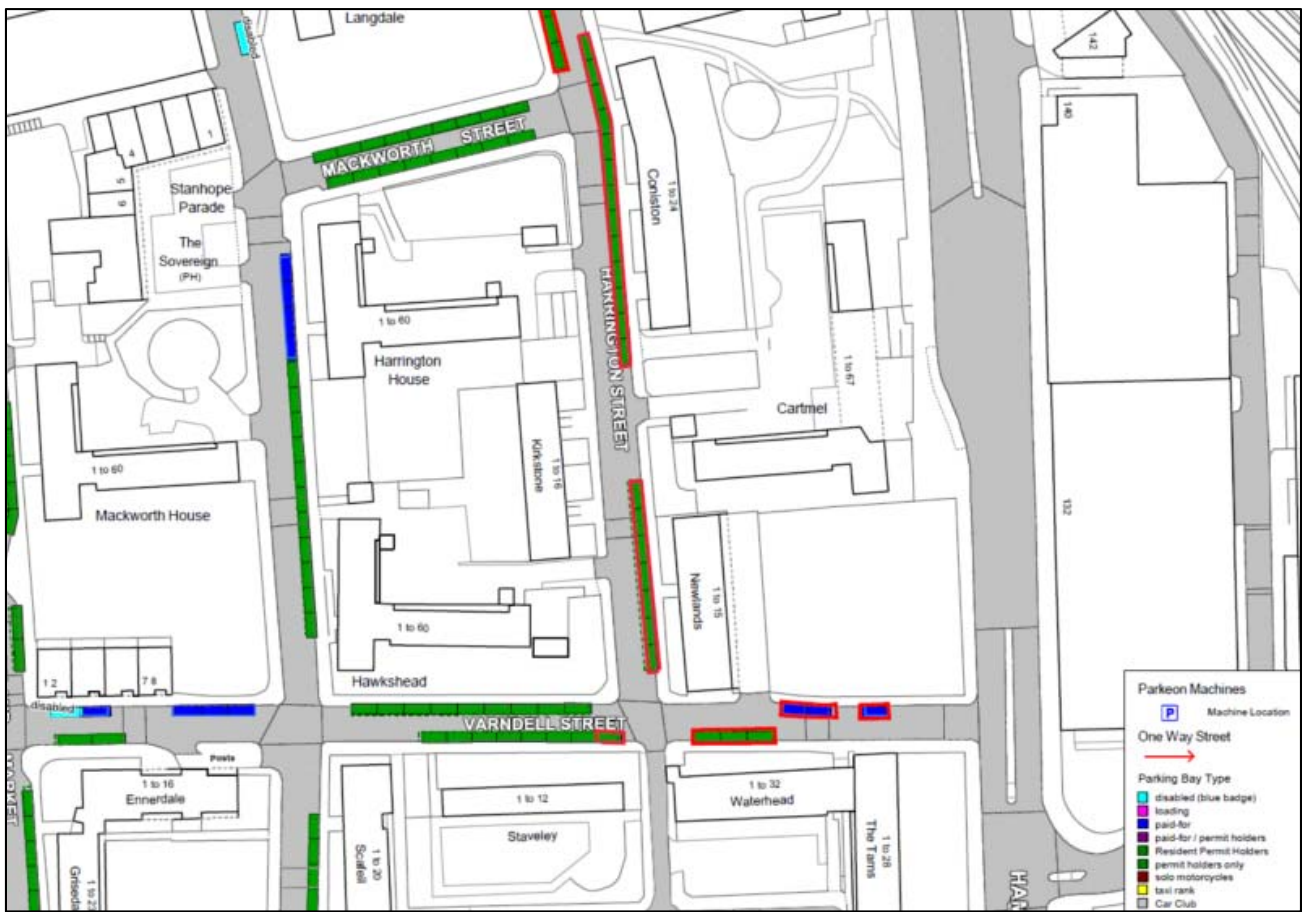 Langdale
disabled
142
140
1
4
5
6
MACKWORTH STREET
Stanhope
Parade
The
Sovereign
(PH)
Coniston
1 to 24
HARRINGTON STREET
1 to 60
Harrington
House
1 to 67
Cartmel
Kirkstone
1 to 16
1 to 60
Mackworth House
132
Newlands
1 to 15
1 to 60
Hawkshead
1 2
7 8
disabled
VARNDELL STREET
Posts
1 to 16
Ennerdale
1 to 12
Staveley
1 to 32
Waterhead
1 to 20
Scafell
1 to 28
The Tarns
Parkeon Machines
P Machine Location
One Way Street
Parking Bay Type
disabled (blue badge)
loading
paid-for
paid-for / permit holders
Resident Permit Holders
permit holders only
solo motorcycles
taxi rank
Car Club